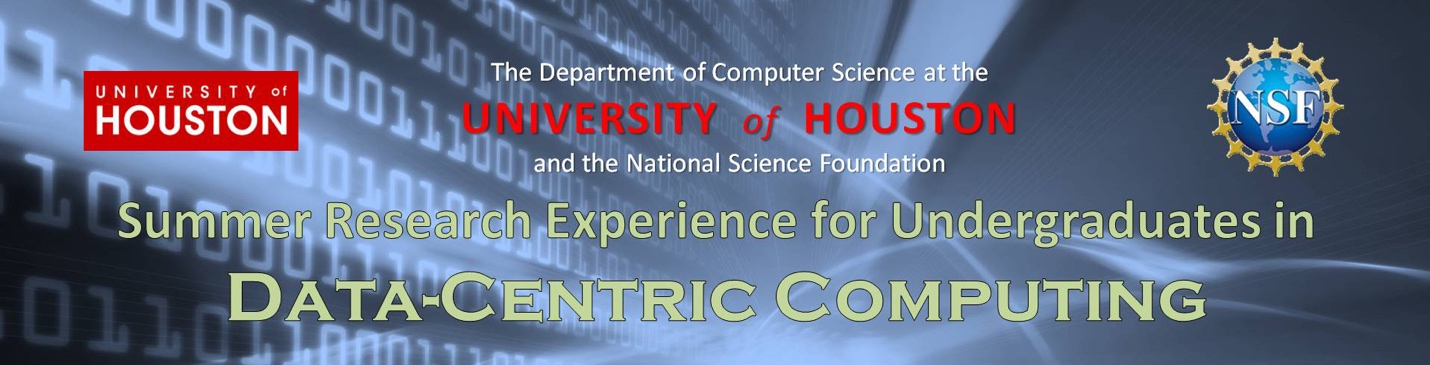 UNIVERSITY of
HOUSTON
The Department of Computer Science at the
UNIVERSITY of HOUSTON
and the National Science Foundation
NSF
Summer Research Experience for Undergraduates in
DATA-CENTRIC COMPUTING